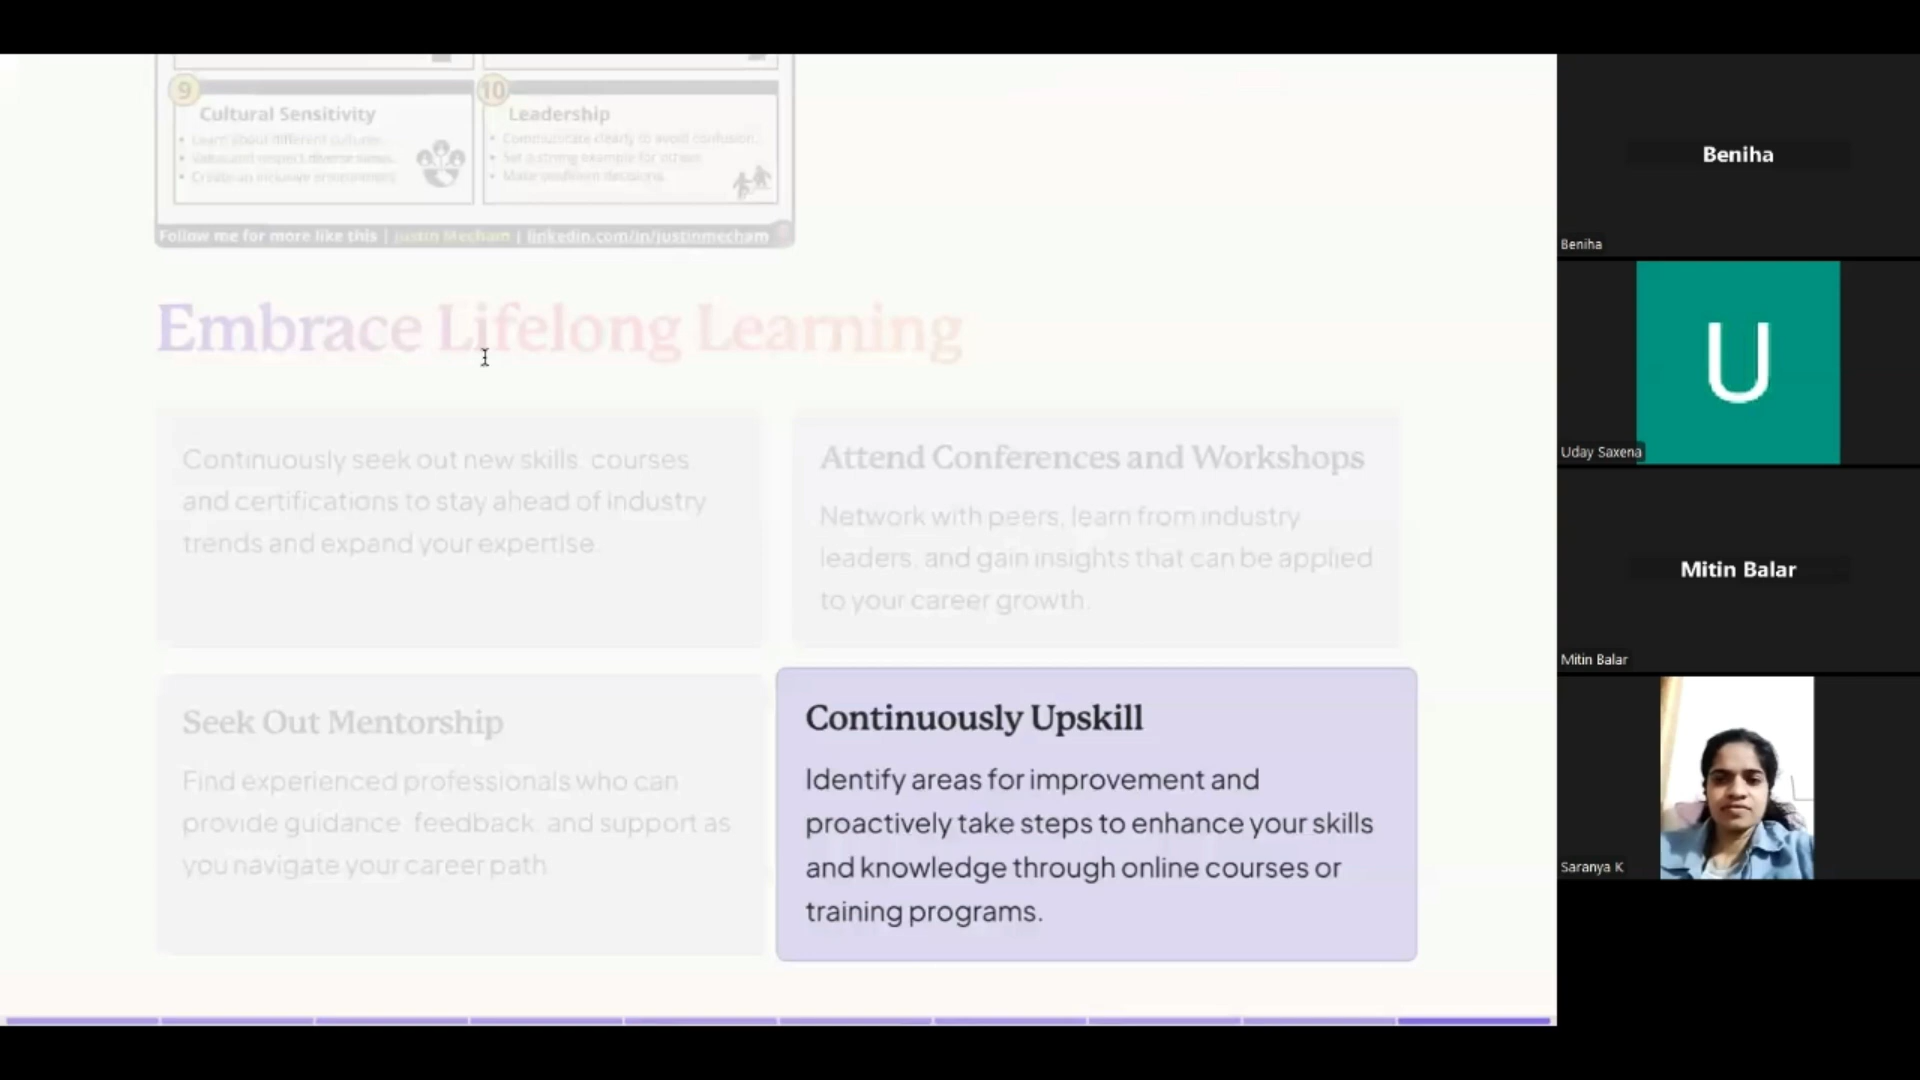 9
Cultural Sensitivity
• Learn about different cultures.
• Value and respect diverse views.
• Create an inclusive environment.
10
Leadership
• Communicate clearly to avoid confusion.
• Set a strong example for others.
• Make confident decisions.
Follow me for more like this | Justin Mecham | linkedin.com/in/justinmecham
Embrace Lifelong Learning
Continuously seek out new skills, courses
and certifications to stay ahead of industry
trends and expand your expertise.
Attend Conferences and Workshops
Network with peers, learn from industry
leaders, and gain insights that can be applied
to your career growth.
Seek Out Mentorship
Find experienced professionals who can
provide guidance, feedback, and support as
you navigate your career path
Continuously Upskill
Identify areas for improvement and
proactively take steps to enhance your skills
and knowledge through online courses or
training programs.
Beniha
Beniha
U
Uday Saxena
Mitin Balar
Mitin Balar
Saranya K